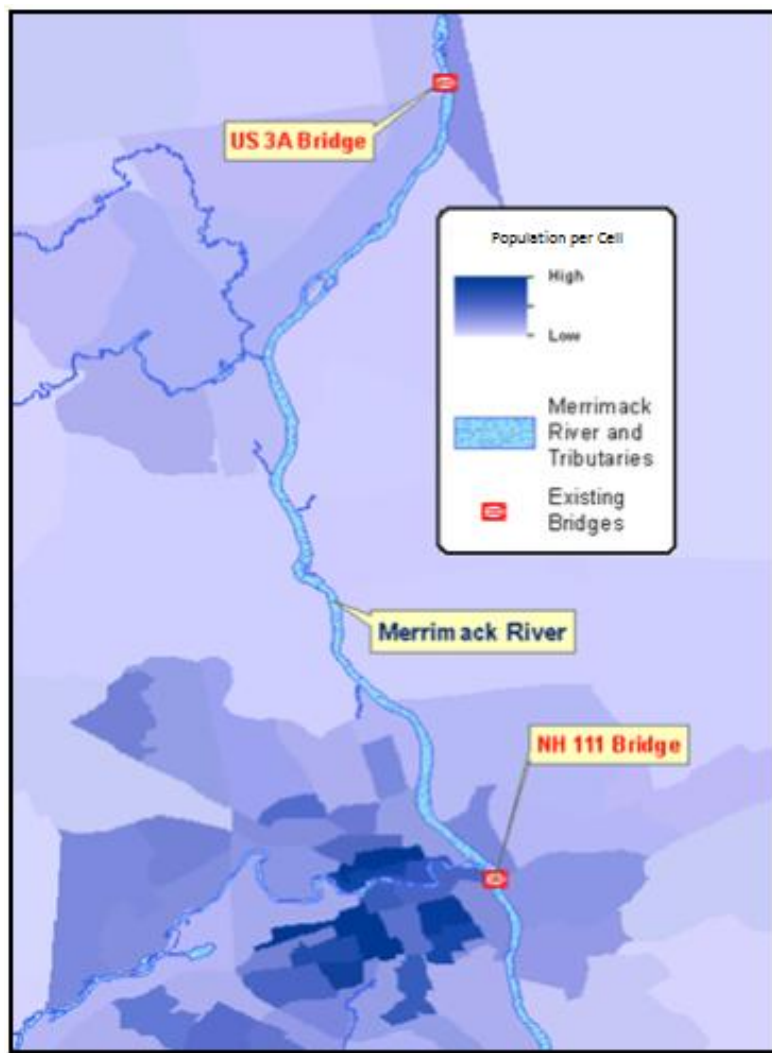 US 3A Bridge
Population per Cell
High
Low
Merrimack
River and
Tributaries
Existing
Bridges
Merrimack River
NH 111 Bridge